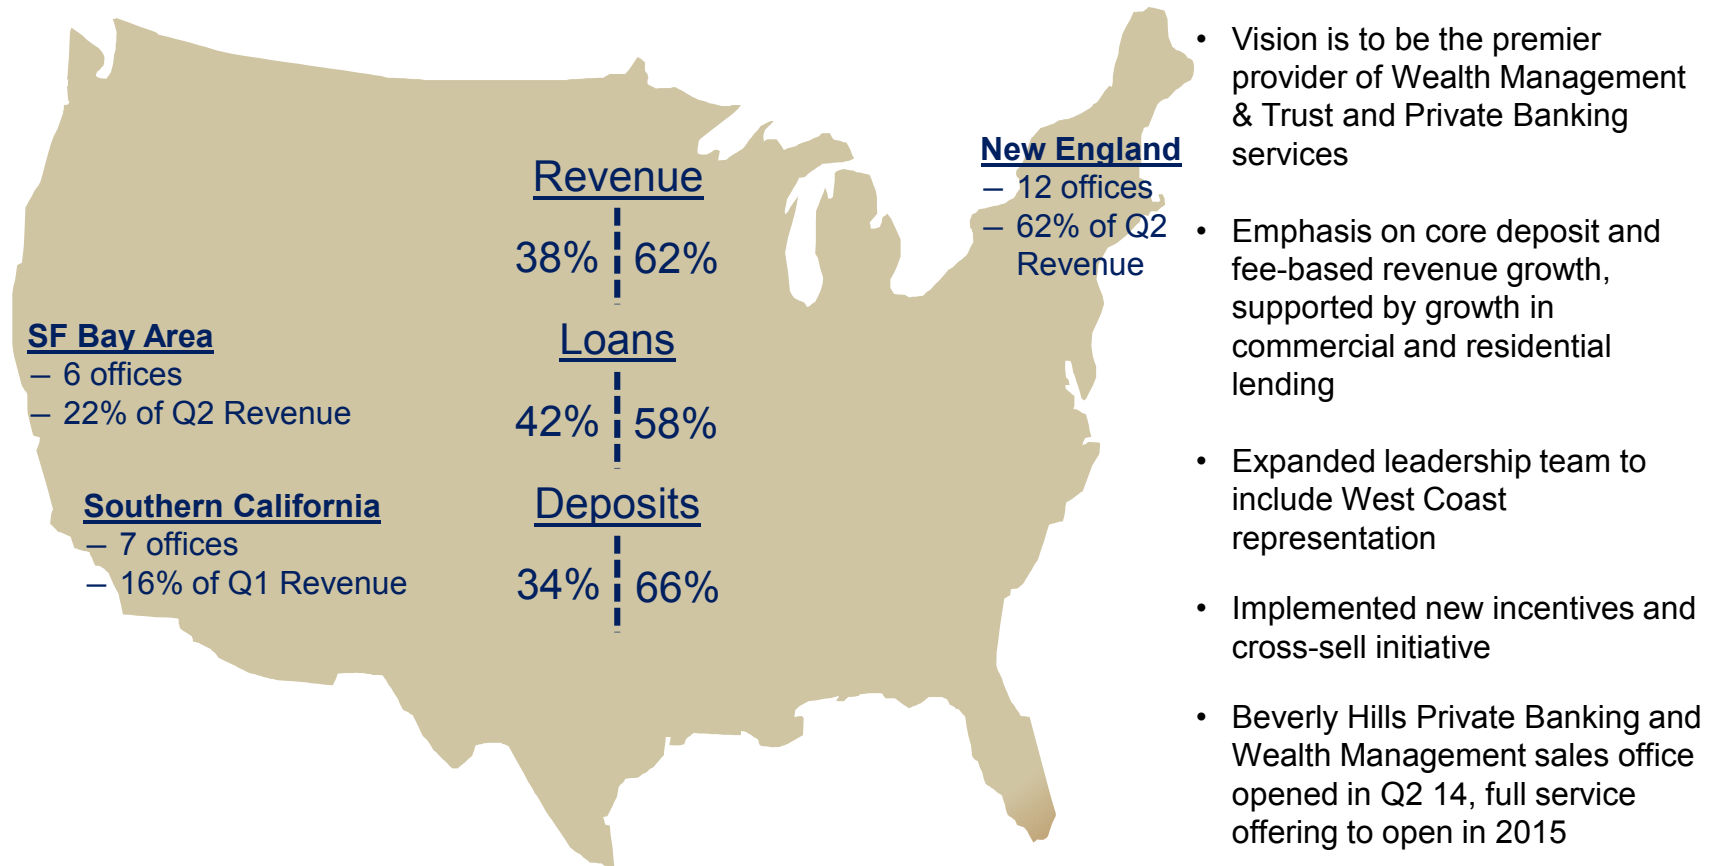 Revenue
38% 62%
Loans
42% 58%
Deposits
34% 66%
SF Bay Area
– 6 offices
– 22% of Q2 Revenue
Southern California
– 7 offices
– 16% of Q1 Revenue
New England
– 12 offices
– 62% of Q2
Revenue
• Vision is to be the premier
provider of Wealth Management
& Trust and Private Banking
services
• Emphasis on core deposit and
fee-based revenue growth,
supported by growth in
commercial and residential
lending
• Expanded leadership team to
include West Coast
representation
• Implemented new incentives and
cross-sell initiative
• Beverly Hills Private Banking and
Wealth Management sales office
opened in Q2 14, full service
offering to open in 2015